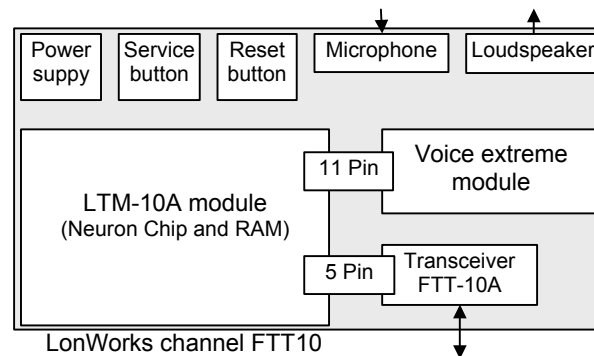 Power
suppy
Service
button
Reset
button
Microphone
Loudspeaker
11 Pin
Voice extreme
module
LTM-10A module
(Neuron Chip and RAM)
5 Pin
Transceiver
FTT-10A
LonWorks channel FTT10